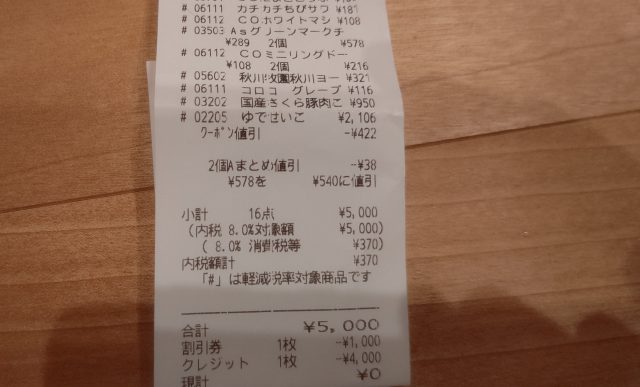 # 06111 カチカチちびサワ ¥181
# 06112 COホワイトマシ ¥108
# 03503 Asグリーンマークチ
¥289 2個 ¥578
# 06112 COミニリングドー
¥108 2個 ¥216
# 05602 秋川牧園秋川ヨー ¥321
# 06111 コロコロ グレープ ¥116
# 03202 国産さくら豚肉こ ¥950
# 02205 ゆでせいこ ¥2,106
クーポン値引 -¥422
2個Aまとめ値引 -¥38
¥578を ¥540に値引
小計 16点 ¥5,000
(内税 8.0%対象額 ¥5,000)
( 8.0% 消費税等 ¥370)
内税額計 ¥370
「#」は軽減税率対象商品です
合計 ¥5,000
割引券 1枚 -¥1,000
クレジット 1枚 -¥4,000
現計 ¥0